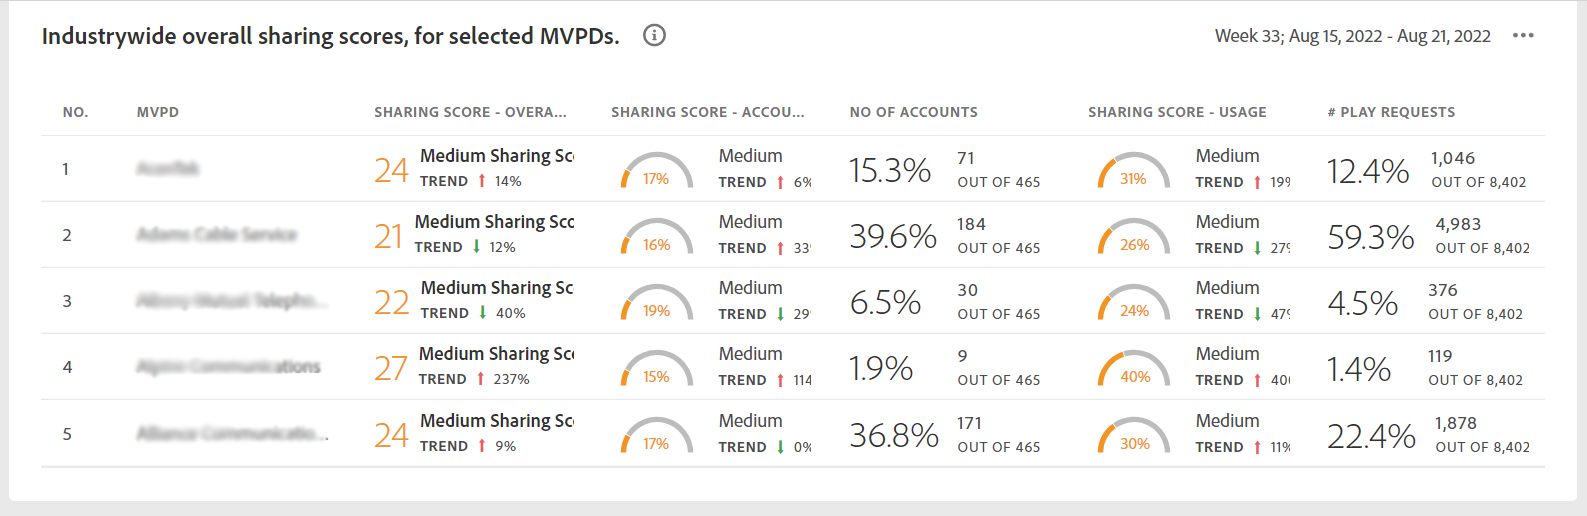 Industrywide overall sharing scores, for selected MVPDs.
Week 33; Aug 15, 2022 - Aug 21, 2022
NO. MVPD SHARING SCORE - OVERA... SHARING SCORE - ACCOU... NO OF ACCOUNTS SHARING SCORE - USAGE # PLAY REQUESTS
1 24 Medium Sharing Sc 17% Medium 15.3% 71 31% Medium 12.4% 1,046
TREND 14% TREND 6% OUT OF 465 TREND 19% OUT OF 8,402
2 Adams Cable Service 21 Medium Sharing Sco 16% Medium 39.6% 184 26% Medium 59.3% 4,983
TREND 12% TREND 33 OUT OF 465 TREND 27% OUT OF 8,402
3 22 Medium Sharing Sc 19% Medium 6.5% 30 24% Medium 4.5% 376
TREND 40% TREND 29 OUT OF 465 TREND 47% OUT OF 8,402
4 Communications 27 Medium Sharing Sc 15% Medium 1.9% 9 40% Medium 1.4% 119
TREND 237% TREND 114 OUT OF 465 TREND 40 OUT OF 8,402
5 24 Medium Sharing Sc 17% Medium 36.8% 171 30% Medium 22.4% 1,878
TREND 9% TREND 0% OUT OF 465 TREND 11% OUT OF 8,402